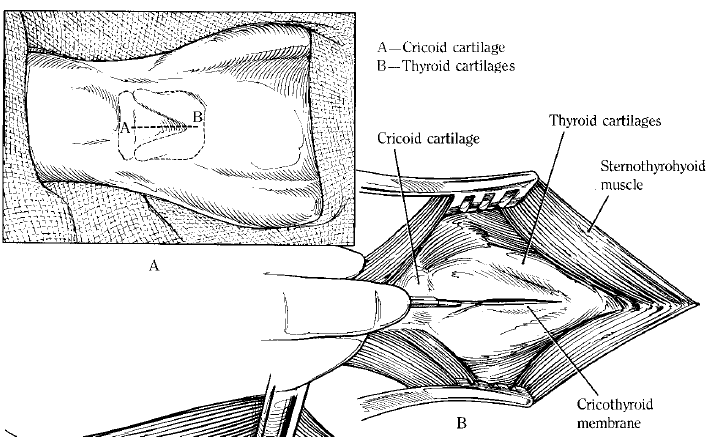 A—Cricoid cartilage
B—Thyroid cartilages
B
A
Thyroid cartilages
Cricoid cartilage
Sternothyrohyoid
muscle
A
Cricothyroid
membrane
B